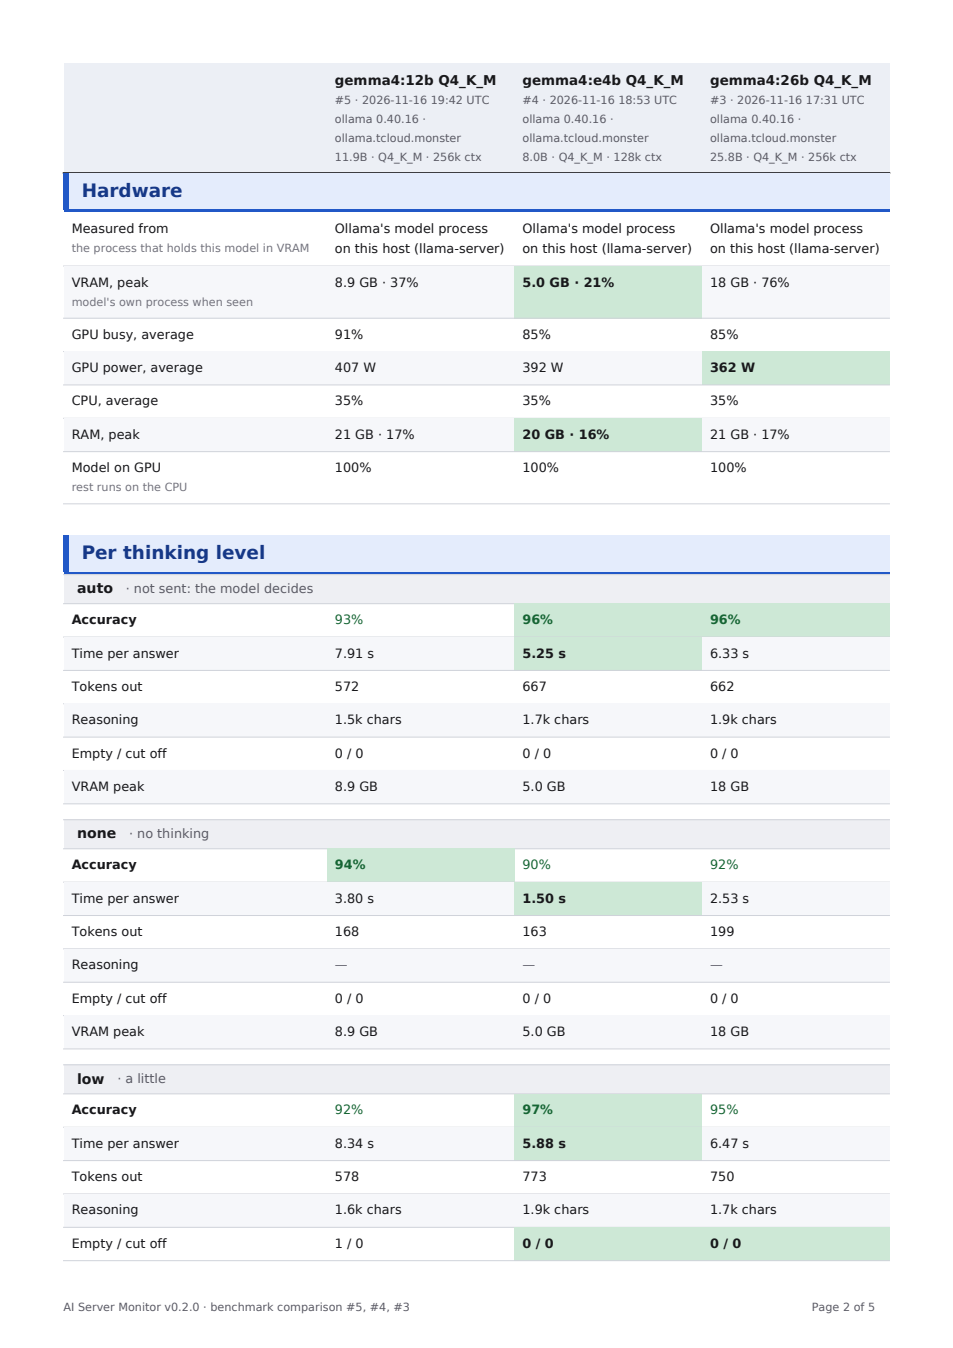 gemma4:12b Q4_K_M gemma4:e4b Q4_K_M gemma4:26b Q4_K_M
#5 · 2026-11-16 19:42 UTC #4 · 2026-11-16 18:53 UTC #3 · 2026-11-16 17:31 UTC
ollama 0.40.16 · ollama 0.40.16 · ollama 0.40.16 ·
ollama.tcloud.monster ollama.tcloud.monster ollama.tcloud.monster
11.9B · Q4_K_M · 256k ctx 8.0B · Q4_K_M · 128k ctx 25.8B · Q4_K_M · 256k ctx
Hardware
Measured from Ollama's model process Ollama's model process Ollama's model process
the process that holds this model in VRAM on this host (llama-server) on this host (llama-server) on this host (llama-server)
VRAM, peak 8.9 GB · 37% 5.0 GB · 21% 18 GB · 76%
model's own process when seen
GPU busy, average 91% 85% 85%
GPU power, average 407 W 392 W 362 W
CPU, average 35% 35% 35%
RAM, peak 21 GB · 17% 20 GB · 16% 21 GB · 17%
Model on GPU 100% 100% 100%
rest runs on the CPU
Per thinking level
auto · not sent: the model decides
Accuracy 93% 96% 96%
Time per answer 7.91 s 5.25 s 6.33 s
Tokens out 572 667 662
Reasoning 1.5k chars 1.7k chars 1.9k chars
Empty / cut off 0 / 0 0 / 0 0 / 0
VRAM peak 8.9 GB 5.0 GB 18 GB
none · no thinking
Accuracy 94% 90% 92%
Time per answer 3.80 s 1.50 s 2.53 s
Tokens out 168 163 199
Reasoning — — —
Empty / cut off 0 / 0 0 / 0 0 / 0
VRAM peak 8.9 GB 5.0 GB 18 GB
low · a little
Accuracy 92% 97% 95%
Time per answer 8.34 s 5.88 s 6.47 s
Tokens out 578 773 750
Reasoning 1.6k chars 1.9k chars 1.7k chars
Empty / cut off 1 / 0 0 / 0 0 / 0
AI Server Monitor v0.2.0 · benchmark comparison #5, #4, #3 Page 2 of 5